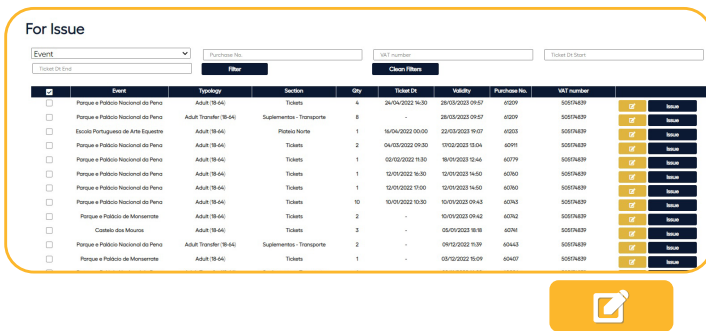 For Issue
Event Purchase No. VAT number Ticket Dt Start
Ticket Dt End Filter Clean Filters
Event Typology Section Qty Ticket Dt Validity Purchase No. VAT number
Parque e Palácio Nacional da Pena Adult (18-64) Tickets 4 24/04/2022 14:30 28/03/2023 09:57 61209 505174839 Issue
Parque e Palácio Nacional da Pena Adult Transfer (18-64) Suplementos - Transporte 8 - 28/03/2023 09:57 61209 505174839 Issue
Escola Portuguesa de Arte Equestre Adult (18-64) Plateia Norte 1 16/04/2022 00:00 22/03/2023 19:07 61203 505174839 Issue
Parque e Palácio Nacional da Pena Adult (18-64) Tickets 2 04/03/2022 09:30 17/02/2023 13:04 60911 505174839 Issue
Parque e Palácio Nacional da Pena Adult (18-64) Tickets 1 02/02/2022 11:30 18/01/2023 12:46 60779 505174839 Issue
Parque e Palácio Nacional da Pena Adult (18-64) Tickets 1 12/01/2022 16:30 12/01/2023 14:50 60760 505174839 Issue
Parque e Palácio Nacional da Pena Adult (18-64) Tickets 1 12/01/2022 17:00 12/01/2023 14:50 60760 505174839 Issue
Parque e Palácio Nacional da Pena Adult (18-64) Tickets 10 10/01/2022 10:30 10/01/2023 09:43 60743 505174839 Issue
Parque e Palácio de Monserrate Adult (18-64) Tickets 2 - 10/01/2023 09:42 60742 505174839 Issue
Castelo dos Mouros Adult (18-64) Tickets 3 - 05/01/2023 18:18 60741 505174839 Issue
Parque e Palácio Nacional da Pena Adult Transfer (18-64) Suplementos - Transporte 2 - 09/12/2022 11:39 60443 505174839 Issue
Parque e Palácio de Monserrate Adult (18-64) Tickets 1 - 03/12/2022 15:09 60407 505174839 Issue